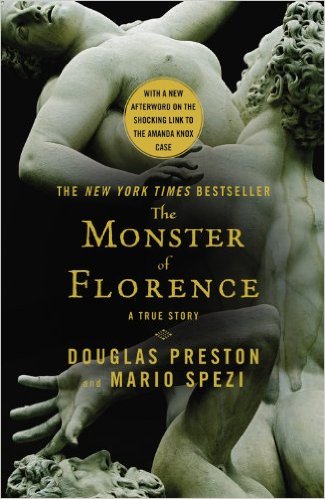 WITH A NEW
AFTERWORD ON THE
SHOCKING LINK TO
THE AMANDA KNOX
CASE
THE NEW YORK TIMES BESTSELLER
The
MONSTER
of
FLORENCE
A TRUE STORY
DOUGLAS PRESTON
and MARIO SPEZI